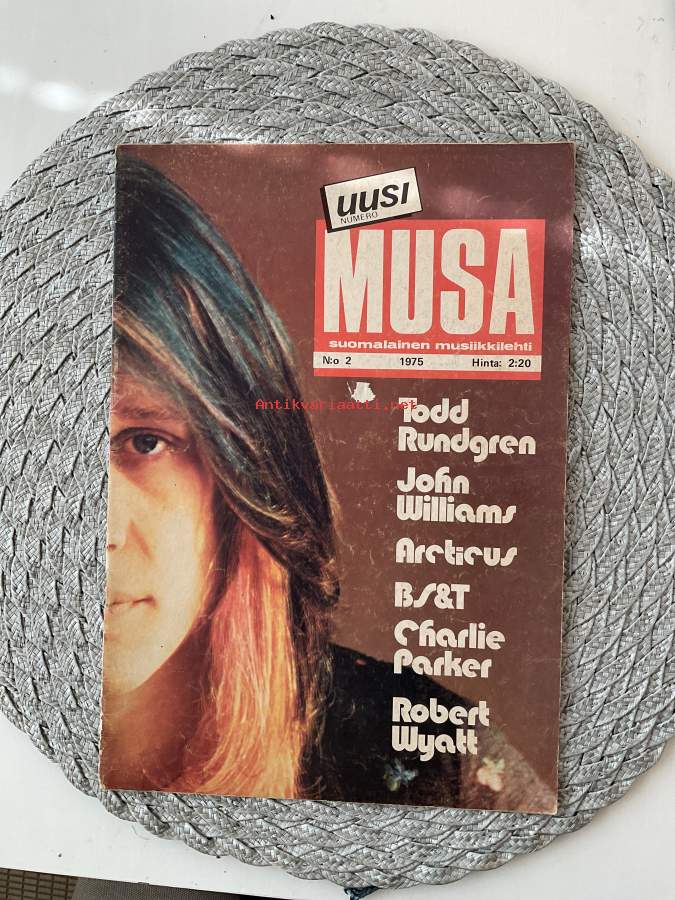 UUSI
NUMERO
MUSA
suomalainen musiikkilehti
N:o 2 1975 Hinta: 2:20
Antikvariaatti.net
Todd
Rundgren
John
Williams
Arcticus
BS&T
Charlie
Parker
Robert
Wyatt